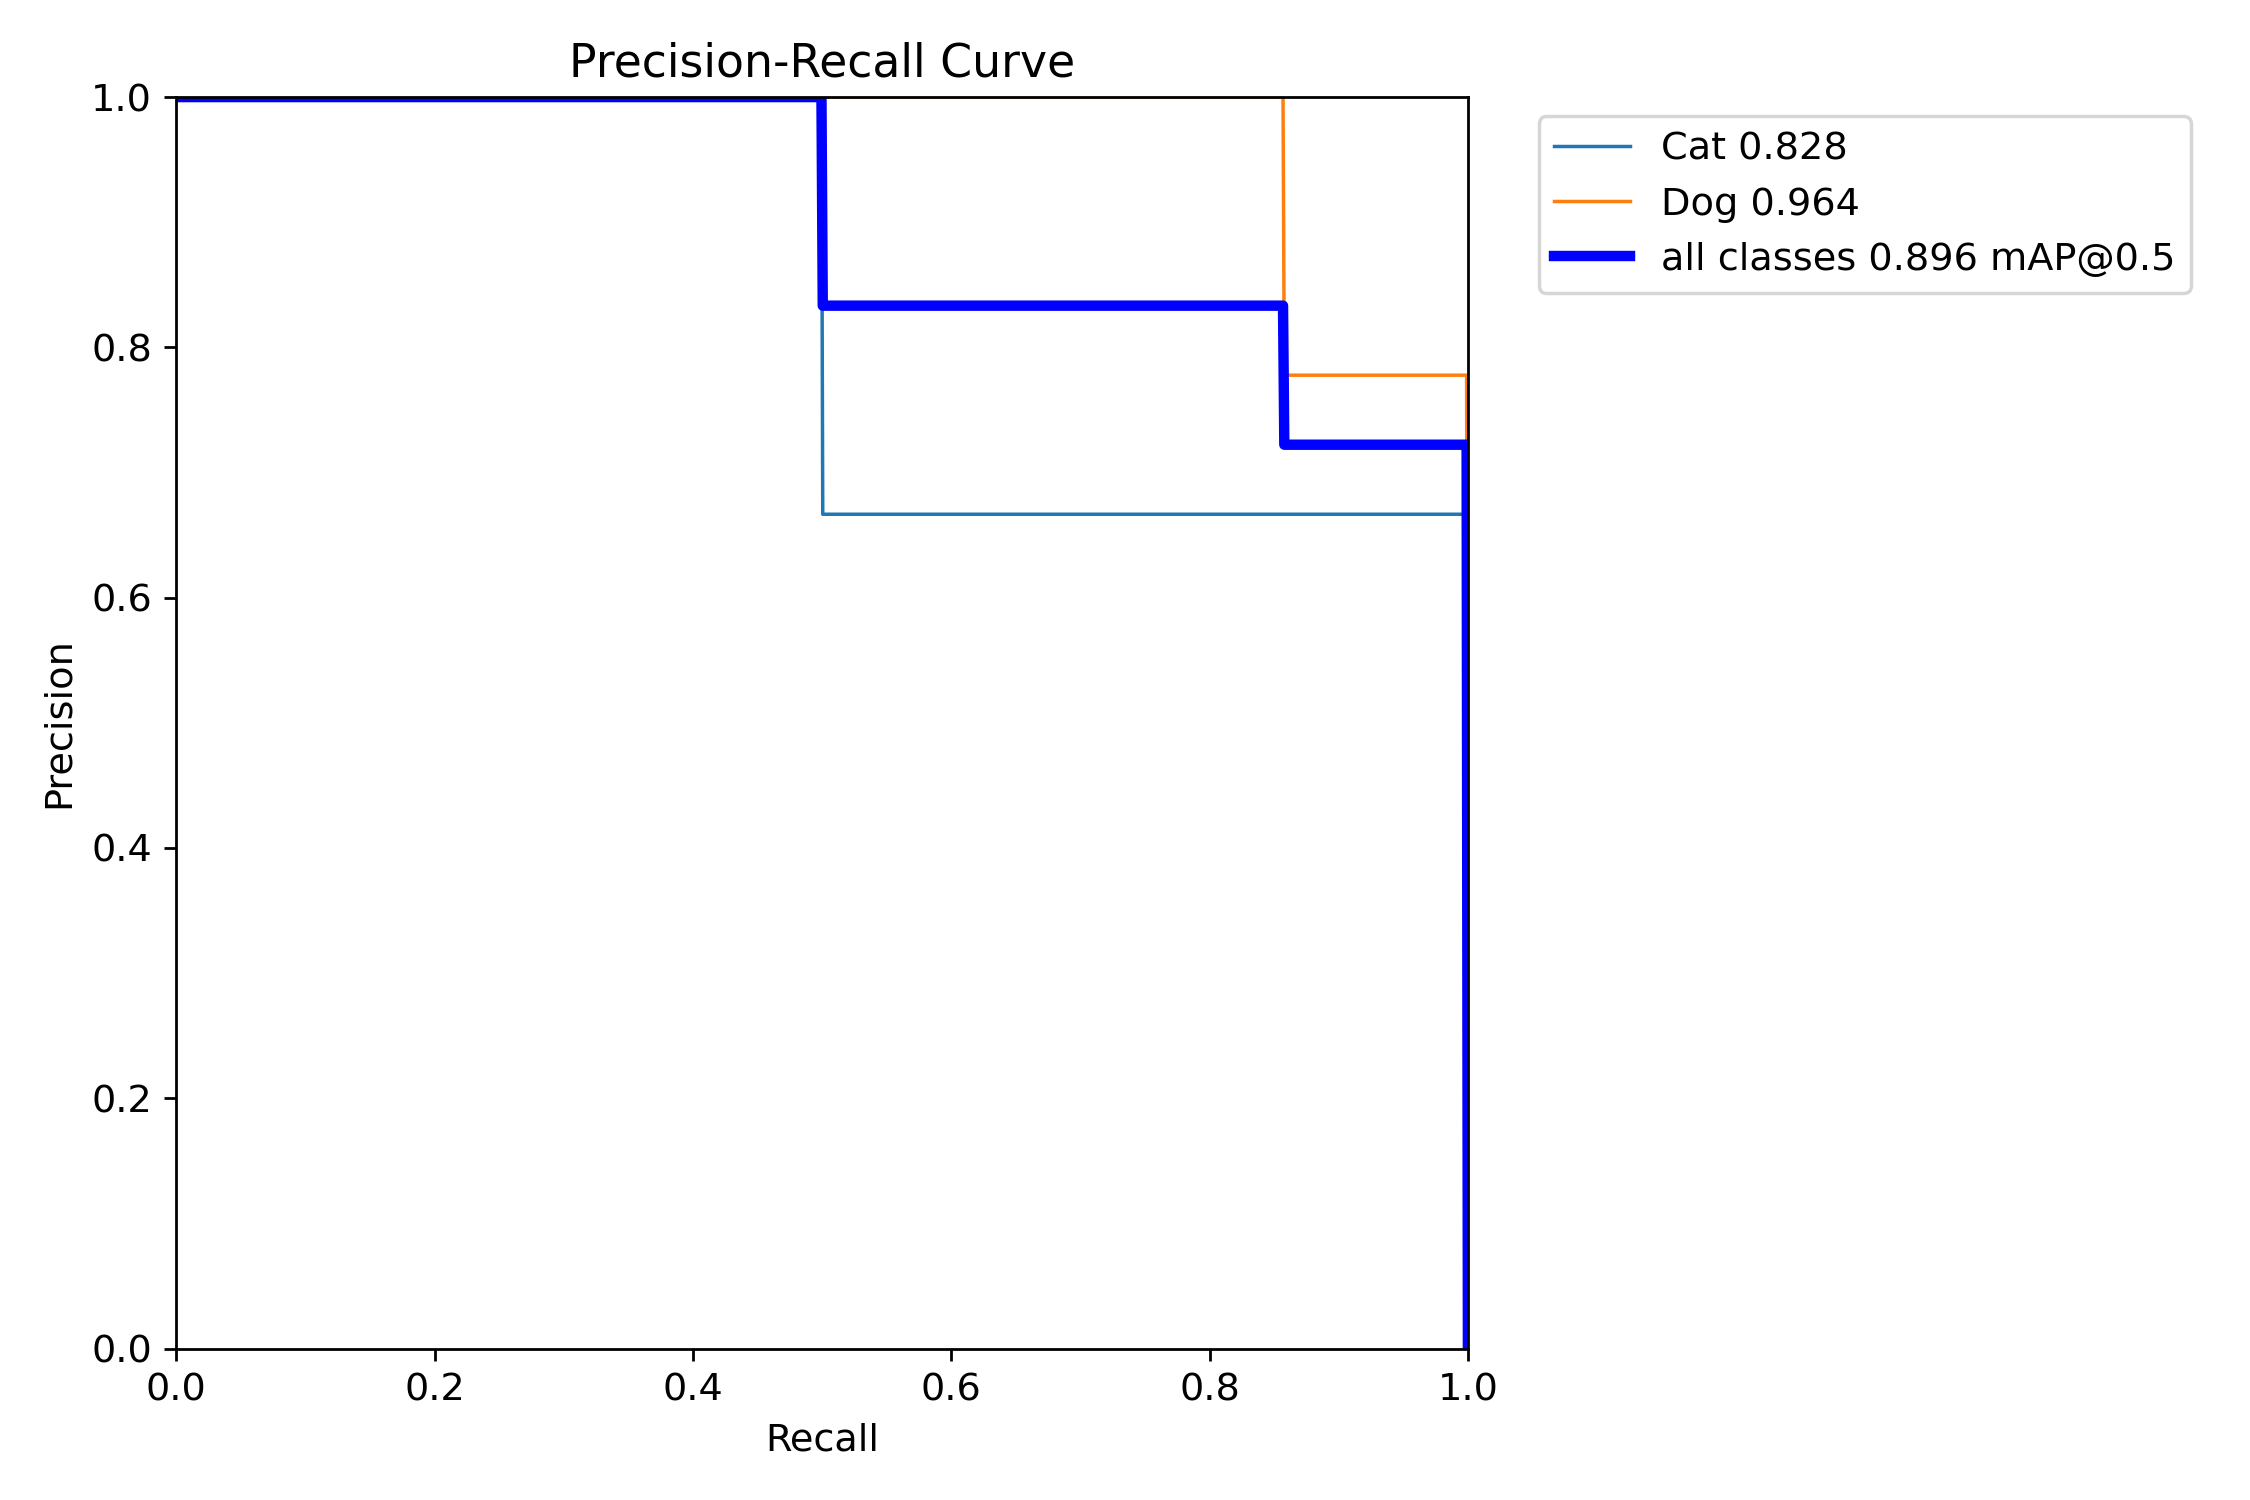 Precision-Recall Curve
Cat 0.828
Dog 0.964
all classes 0.896 mAP@0.5
Precision
1.0
0.8
0.6
0.4
0.2
0.0
0.0 0.2 0.4 0.6 0.8 1.0
Recall